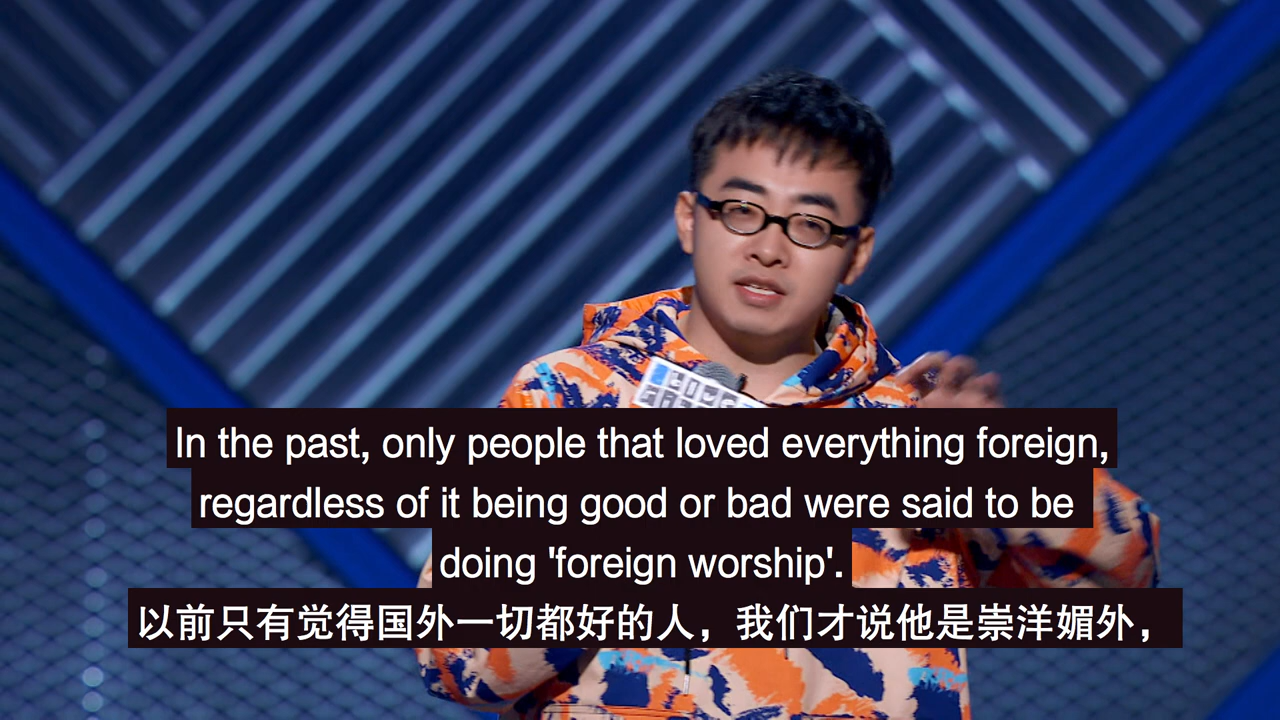 In the past, only people that loved everything foreign,
regardless of it being good or bad were said to be
doing 'foreign worship'.
以前只有觉得国外一切都好的人，我们才说他是崇洋媚外，